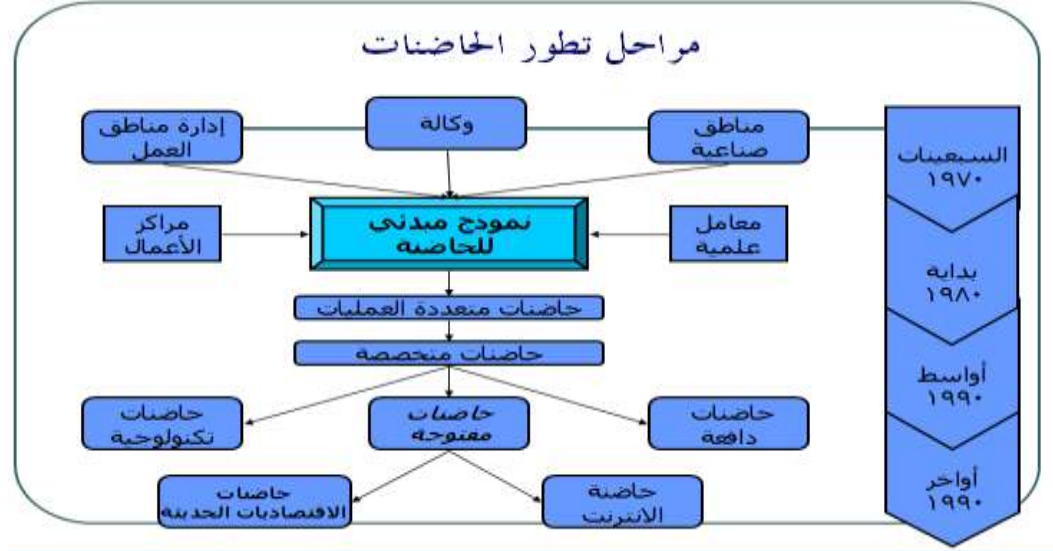 مراحل تطور الحاضنات
مناطق
صناعية
وكالة
إدارة مناطق
العمل
السبعينات
١٩٧٠
معامل
علمية
نموذج مبدئي
للحاضنة
مراكز
الأعمال
بداية
١٩٨٠
حاضنات متعددة العمليات
حاضنات متخصصة
أواسط
١٩٩٠
حاضنات
دافعة
حاضنات
مفتوحة
حاضنات
تكنولوجية
أواخر
١٩٩٠
حاضنة
الانترنت
حاضنات
الاقتصاديات الحديثة